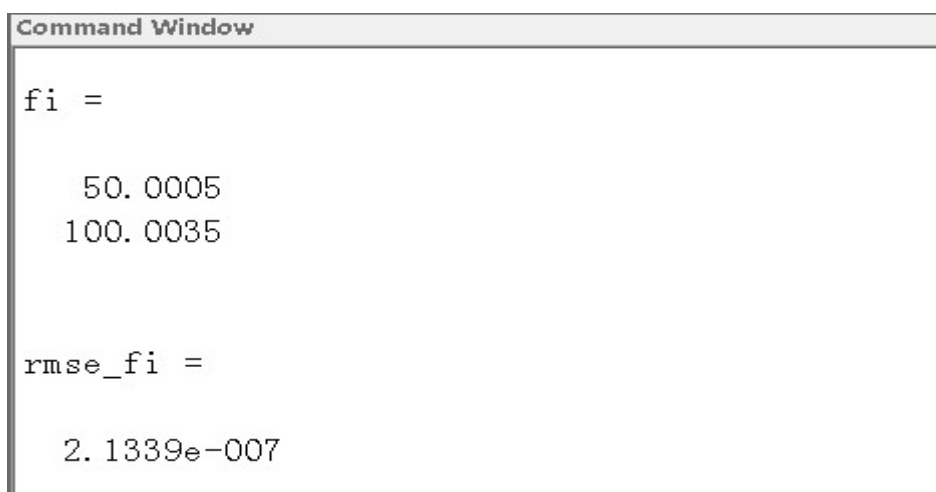 Command Window
fi =
50.0005
100.0035
rmse_fi =
2.1339e-007